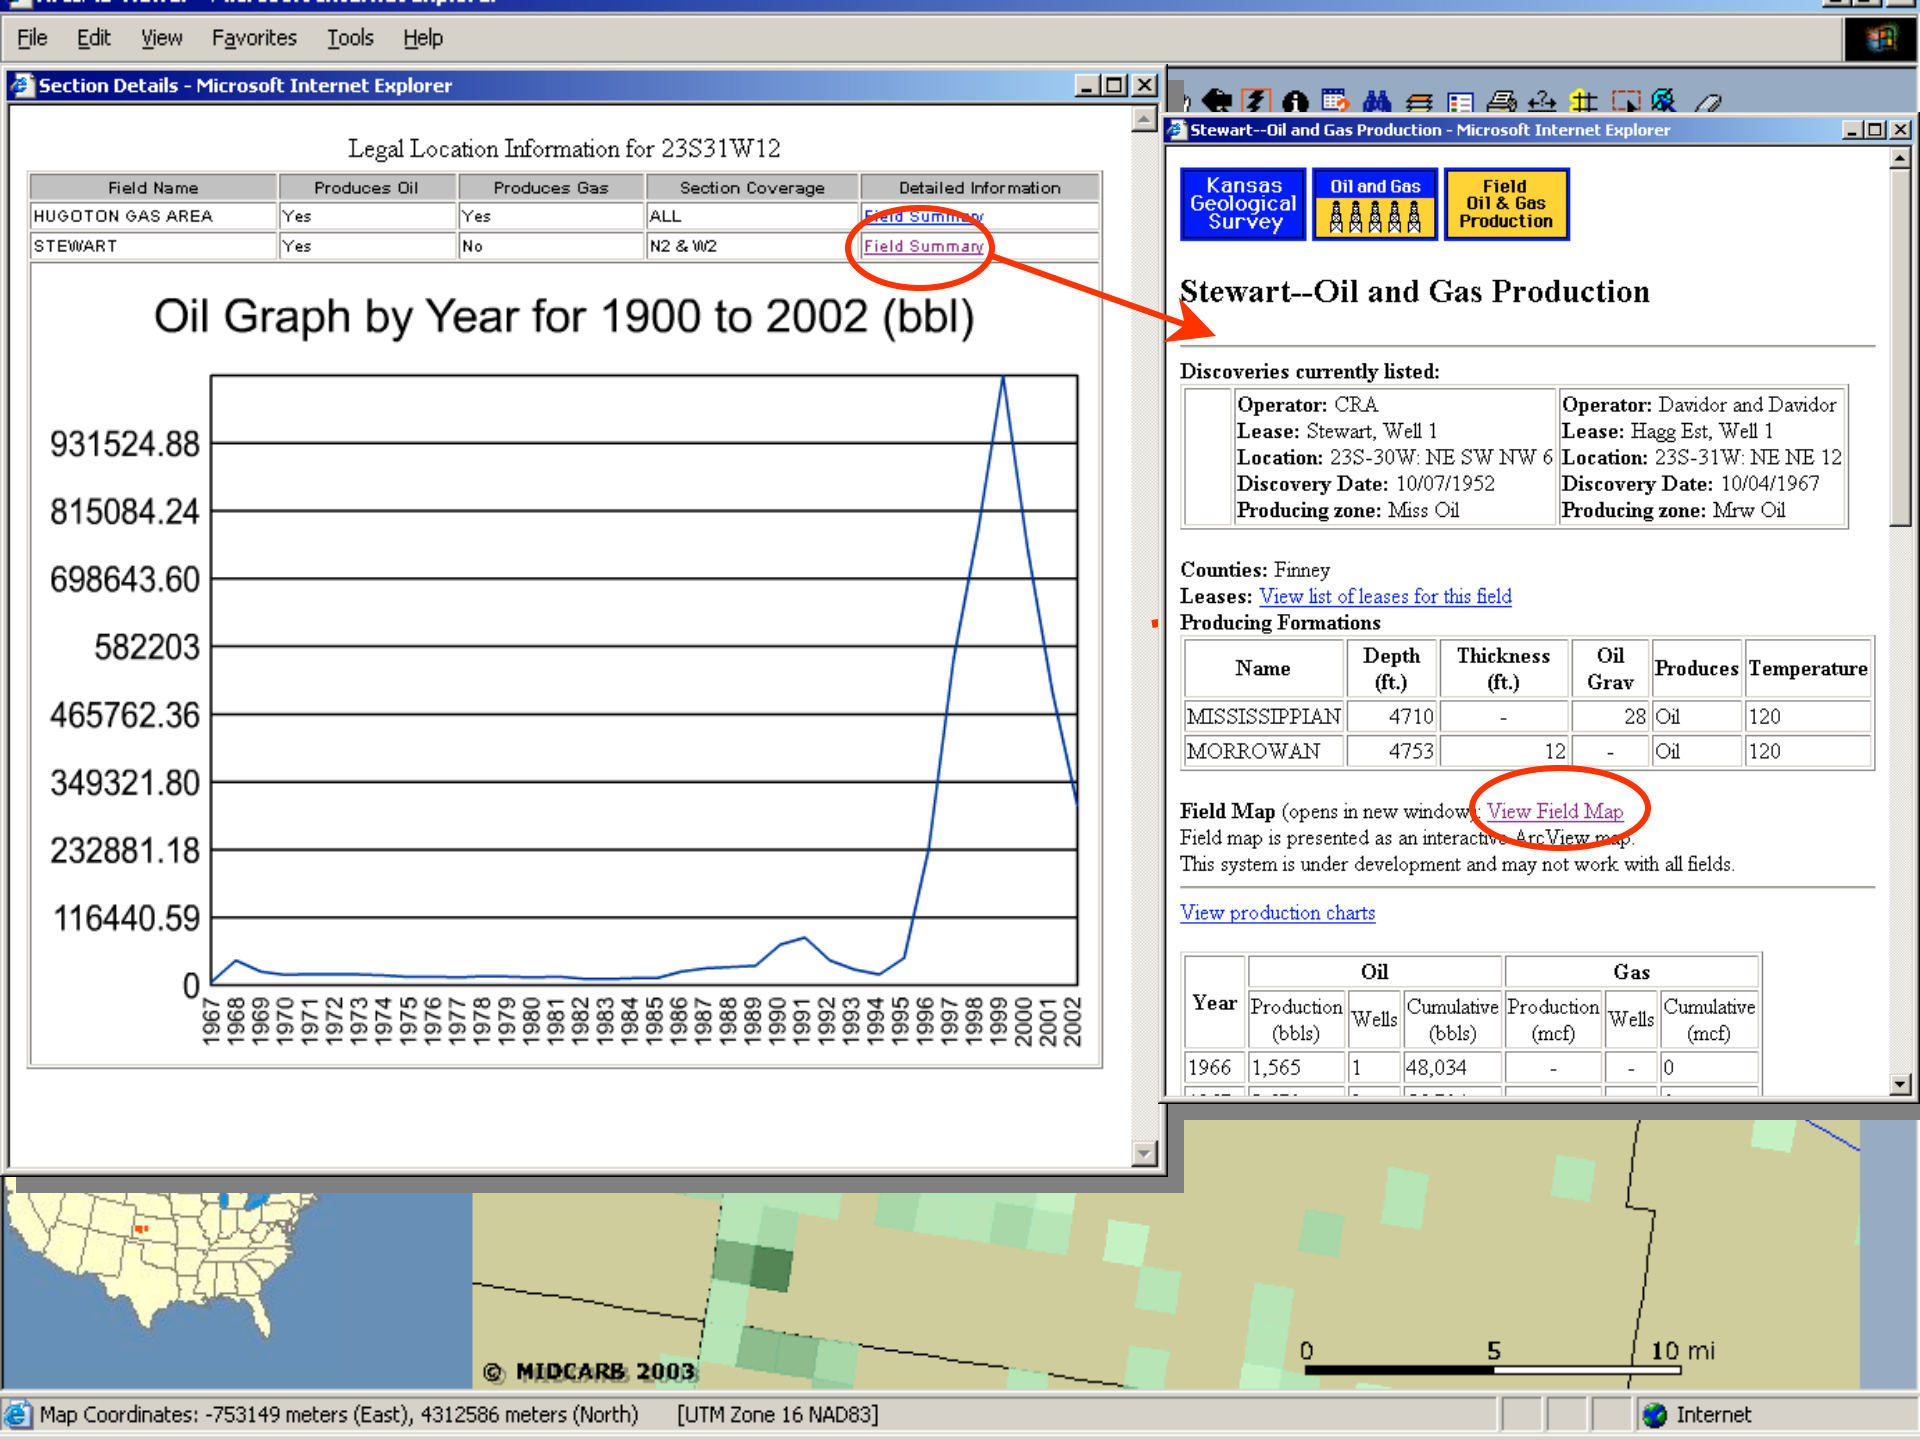 File Edit View Favorites Tools Help
Section Details - Microsoft Internet Explorer
Legal Location Information for 23S31W12
Field Name Produces Oil Produces Gas Section Coverage Detailed Information
HUGOTON GAS AREA Yes Yes ALL Field Summary
STEWART Yes No N2 & W2 Field Summary
Oil Graph by Year for 1900 to 2002 (bbl)
931524.88
815084.24
698643.60
582203
465762.36
349321.80
232881.18
116440.59
0
1967 1968 1969 1970 1971 1972 1973 1974 1975 1976 1977 1978 1979 1980 1981 1982 1983 1984 1985 1986 1987 1988 1989 1990 1991 1992 1993 1994 1995 1996 1997 1998 1999 2000 2001 2002
Stewart--Oil and Gas Production - Microsoft Internet Explorer
Kansas Geological Survey
Oil and Gas
Field Oil & Gas Production
Stewart--Oil and Gas Production
Discoveries currently listed:
Operator: CRA
Lease: Stewart, Well 1
Location: 23S-30W: NE SW NW 6
Discovery Date: 10/07/1952
Producing zone: Miss Oil
Operator: Davidor and Davidor
Lease: Hagg Est, Well 1
Location: 23S-31W: NE NE 12
Discovery Date: 10/04/1967
Producing zone: Mrw Oil
Counties: Finney
Leases: View list of leases for this field
Producing Formations
Name Depth (ft.) Thickness (ft.) Oil Grav Produces Temperature
MISSISSIPPIAN 4710 - 28 Oil 120
MORROWAN 4753 12 - Oil 120
Field Map (opens in new window): View Field Map
Field map is presented as an interactive ArcView map.
This system is under development and may not work with all fields.
View production charts
Oil Gas
Year Production (bbls) Wells Cumulative (bbls) Production (mcf) Wells Cumulative (mcf)
1966 1,565 1 48,034 - - 0
© MIDCARB 2003
0 5 10 mi
Map Coordinates: -753149 meters (East), 4312586 meters (North) [UTM Zone 16 NAD83]
Internet